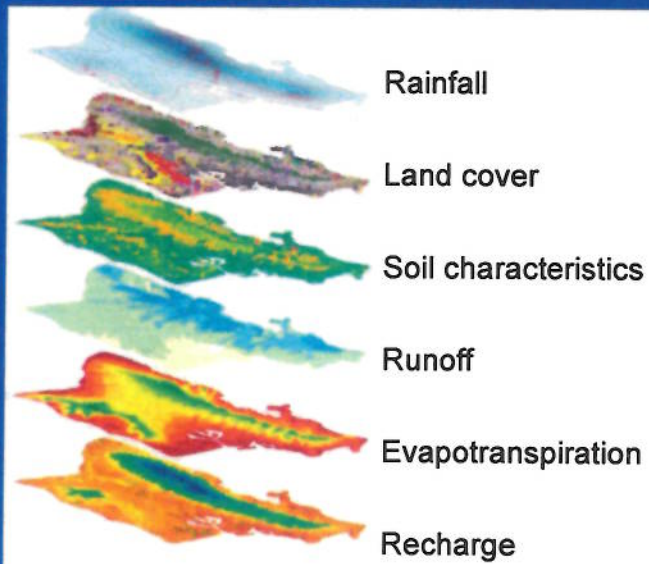 Rainfall
Land cover
Soil characteristics
Runoff
Evapotranspiration
Recharge